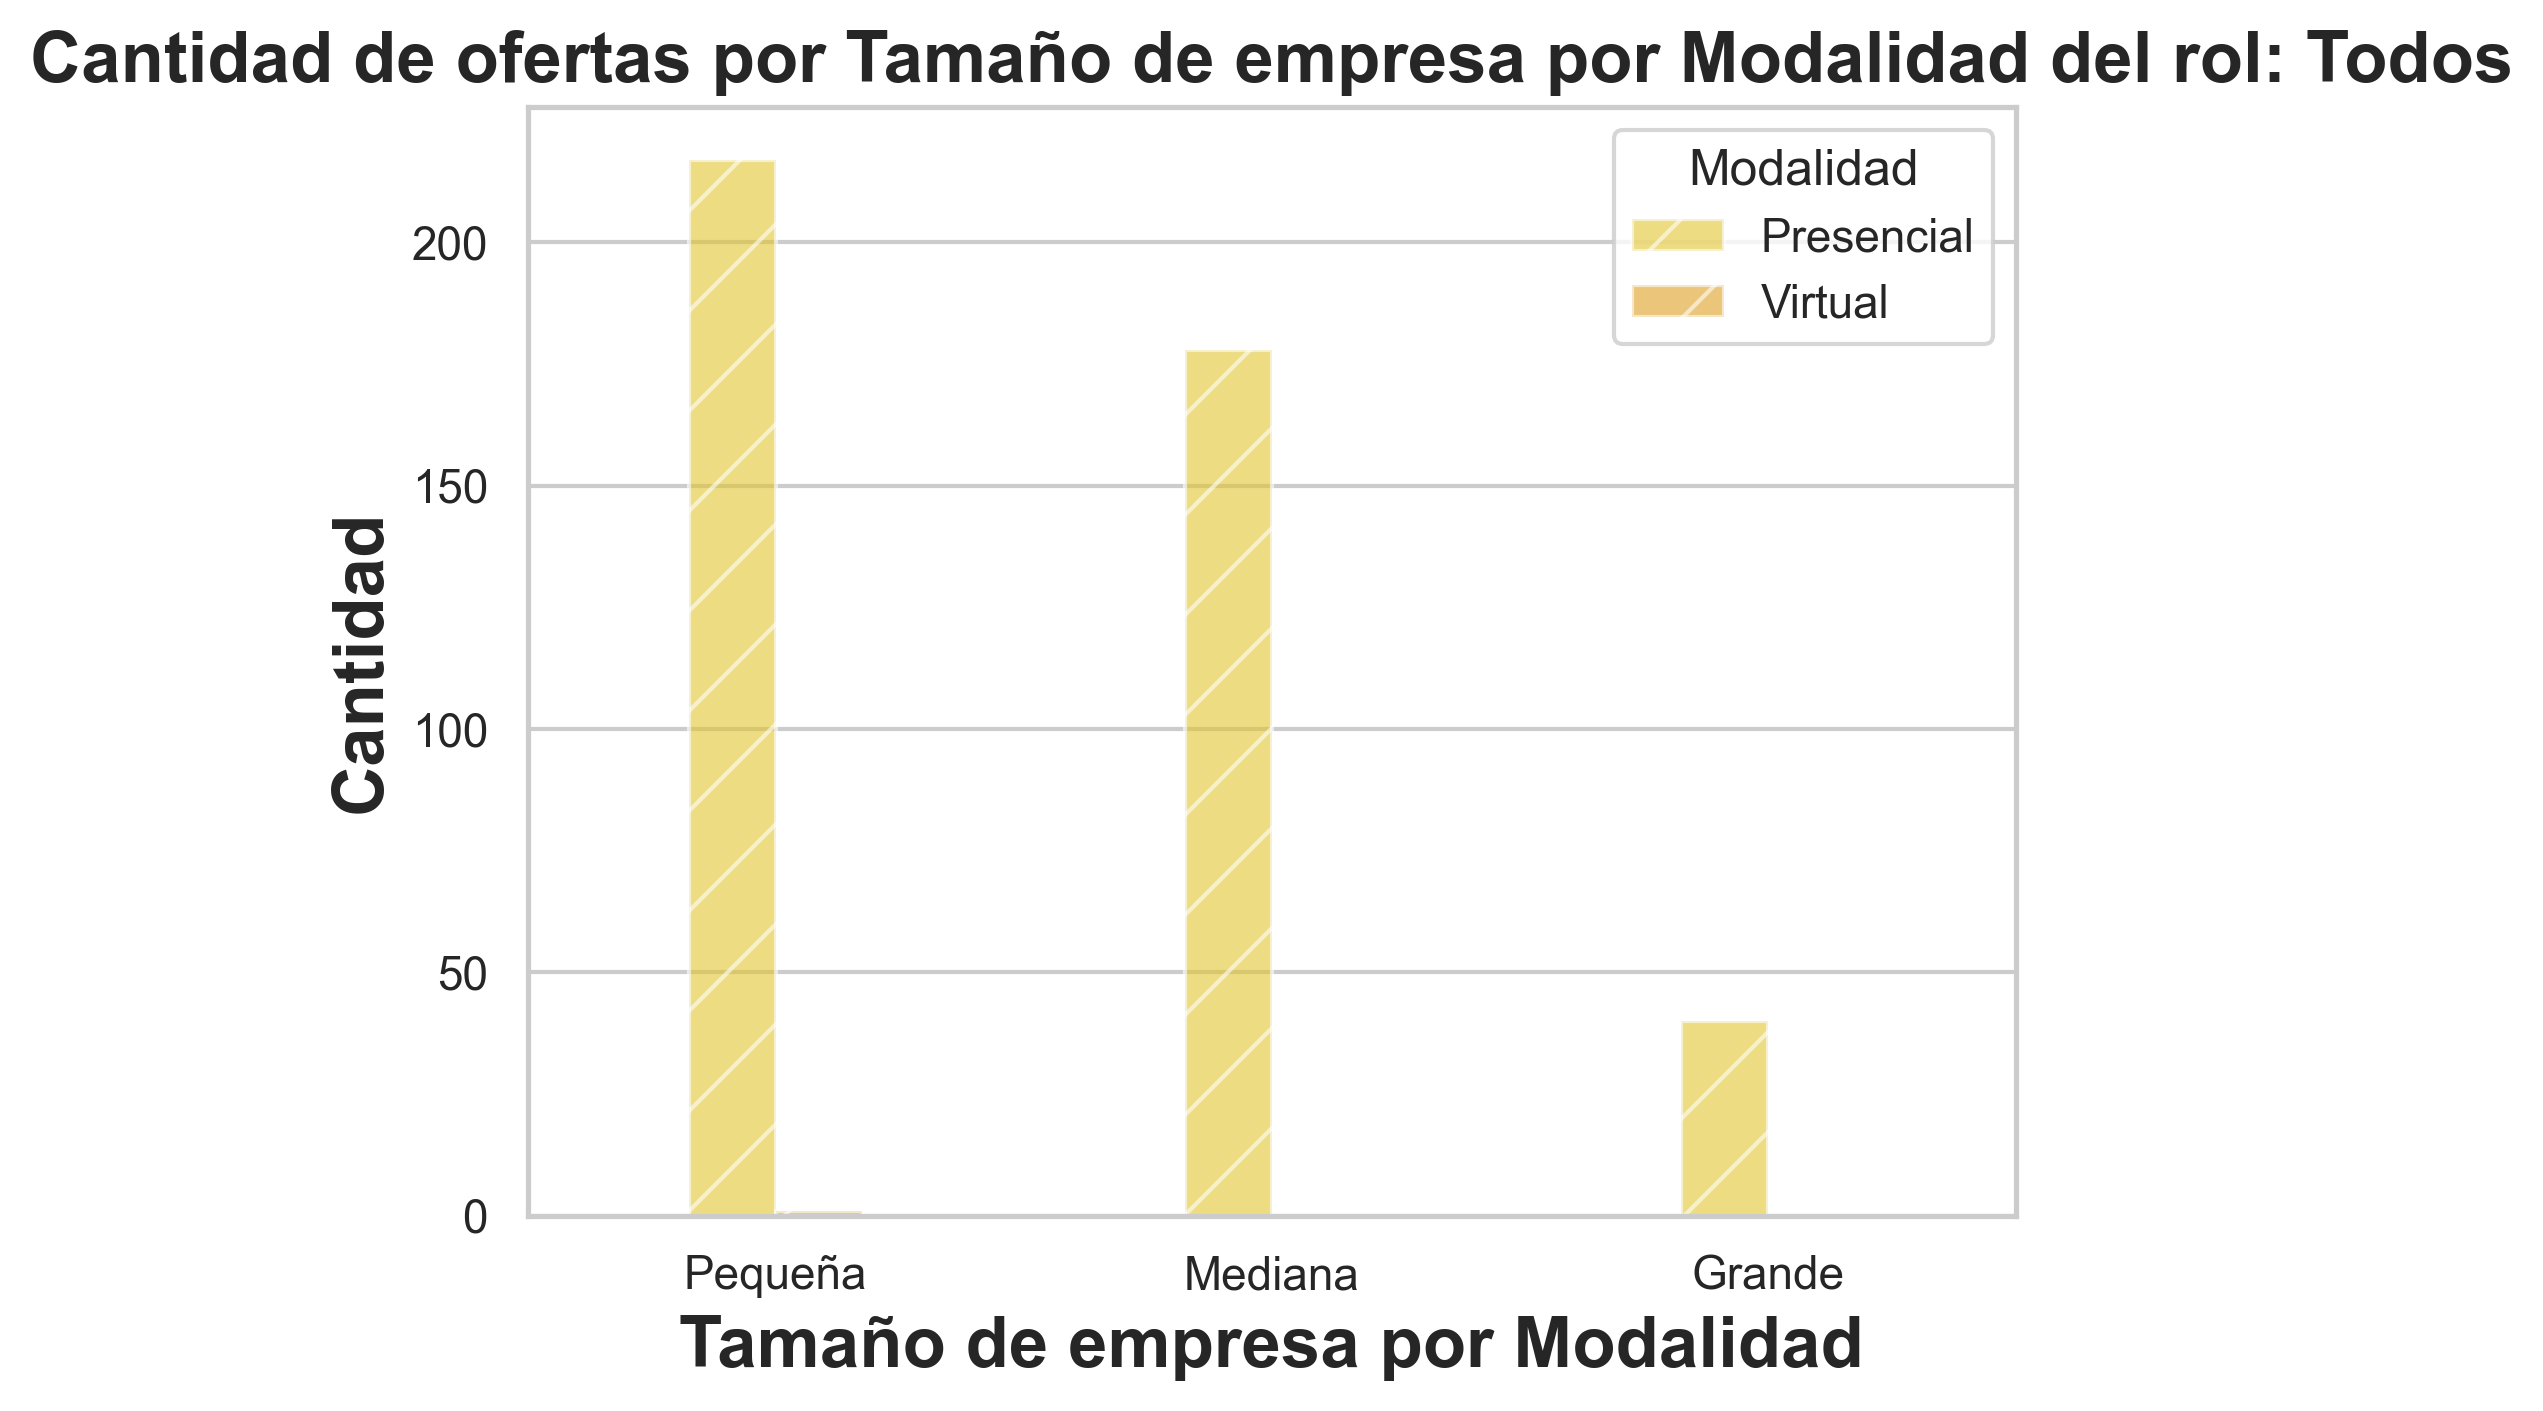 Cantidad de ofertas por Tamaño de empresa por Modalidad del rol: Todos
Modalidad
Presencial
Virtual
200
150
100
50
0
Cantidad
Pequeña
Mediana
Grande
Tamaño de empresa por Modalidad